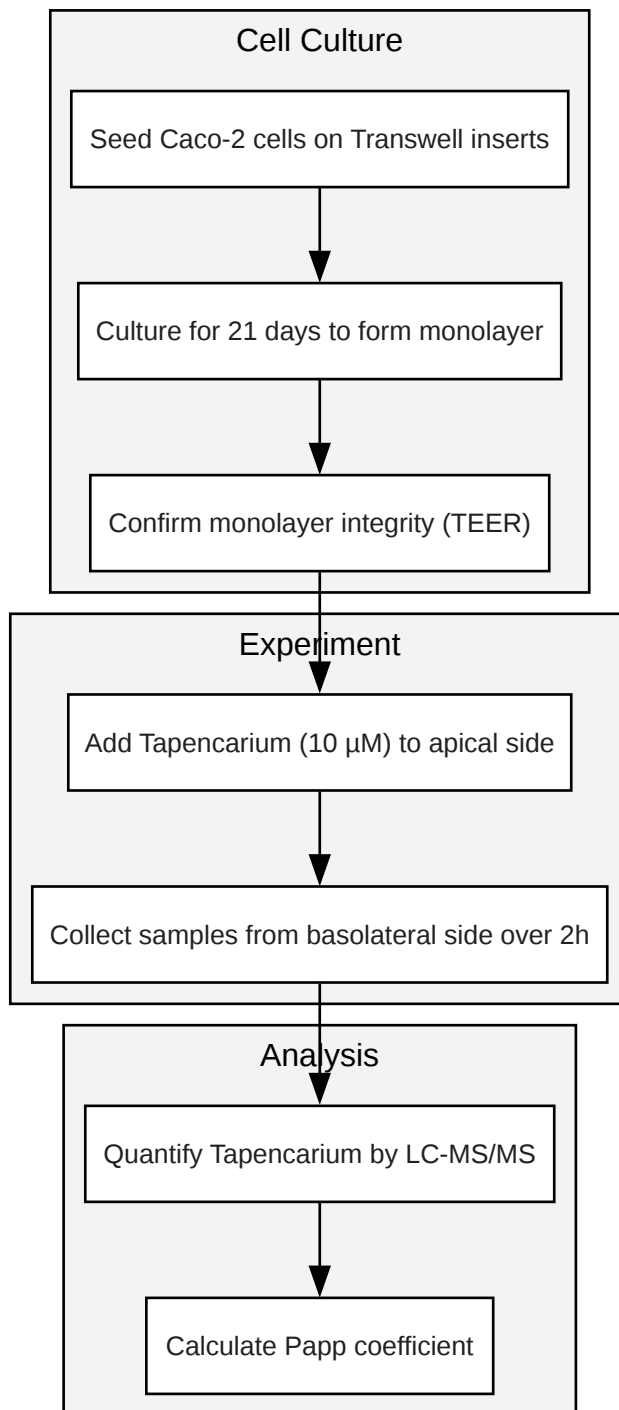 Cell Culture
Seed Caco-2 cells on Transwell inserts
Culture for 21 days to form monolayer
Confirm monolayer integrity (TEER)
Experiment
Add Tapencarium (10 µM) to apical side
Collect samples from basolateral side over 2h
Analysis
Quantify Tapencarium by LC-MS/MS
Calculate Papp coefficient